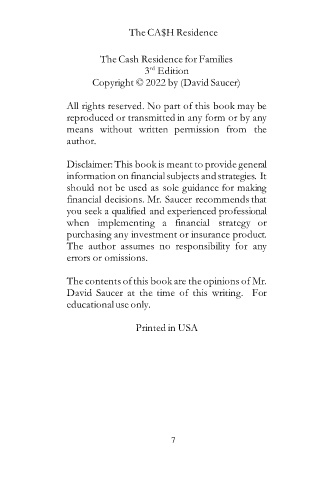 The CA$H Residence
The Cash Residence for Families
3rd Edition
Copyright © 2022 by (David Saucer)
All rights reserved. No part of this book may be
reproduced or transmitted in any form or by any
means without written permission from the
author.
Disclaimer: This book is meant to provide general
information on financial subjects and strategies. It
should not be used as sole guidance for making
financial decisions. Mr. Saucer recommends that
you seek a qualified and experienced professional
when implementing a financial strategy or
purchasing any investment or insurance product.
The author assumes no responsibility for any
errors or omissions.
The contents of this book are the opinions of Mr.
David Saucer at the time of this writing. For
educational use only.
Printed in USA
7